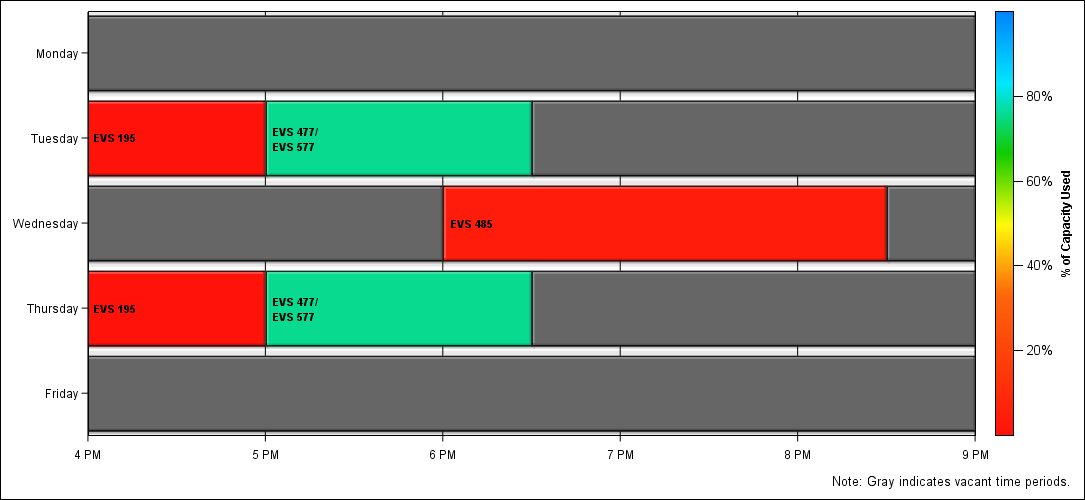 Monday
Tuesday
EVS 195
EVS 477/
EVS 577
Wednesday
EVS 485
Thursday
EVS 195
EVS 477/
EVS 577
Friday
4 PM
5 PM
6 PM
7 PM
8 PM
9 PM
80%
60%
40%
20%
% of Capacity Used
Note: Gray indicates vacant time periods.